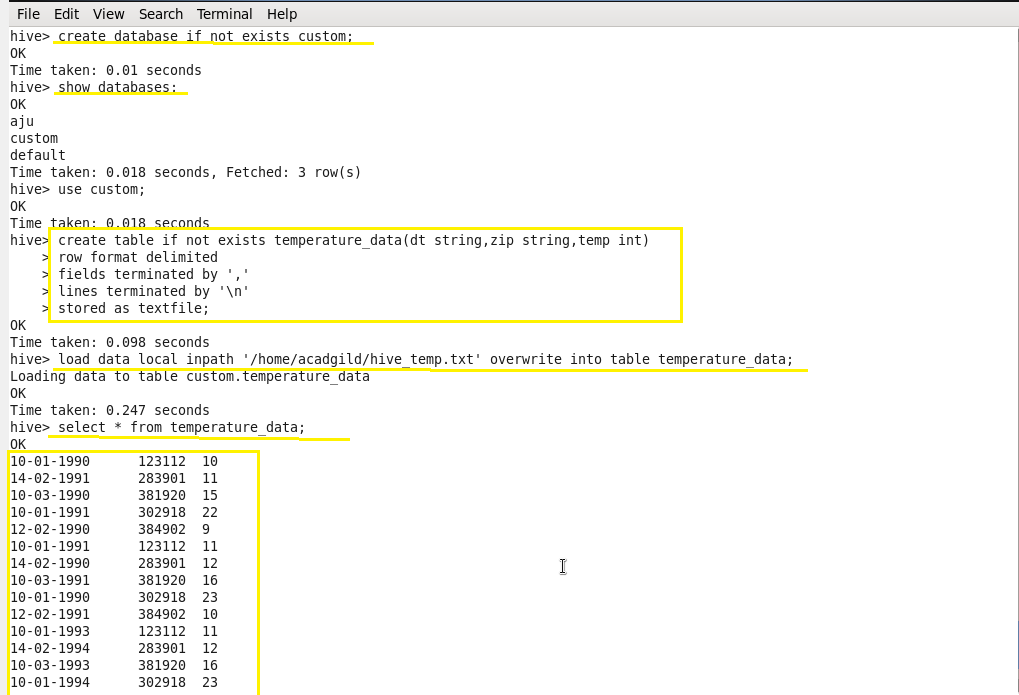 File Edit View Search Terminal Help
hive> create database if not exists custom;
OK
Time taken: 0.01 seconds
hive> show databases;
OK
aju
custom
default
Time taken: 0.018 seconds, Fetched: 3 row(s)
hive> use custom;
OK
Time taken: 0.018 seconds
hive> create table if not exists temperature_data(dt string,zip string,temp int)
    > row format delimited
    > fields terminated by ','
    > lines terminated by '\n'
    > stored as textfile;
OK
Time taken: 0.098 seconds
hive> load data local inpath '/home/acadgild/hive_temp.txt' overwrite into table temperature_data;
Loading data to table custom.temperature_data
OK
Time taken: 0.247 seconds
hive> select * from temperature_data;
OK
10-01-1990      123112  10
14-02-1991      283901  11
10-03-1990      381920  15
10-01-1991      302918  22
12-02-1990      384902  9
10-01-1991      123112  11
14-02-1990      283901  12
10-03-1991      381920  16
10-01-1990      302918  23
12-02-1991      384902  10
10-01-1993      123112  11
14-02-1994      283901  12
10-03-1993      381920  16
10-01-1994      302918  23